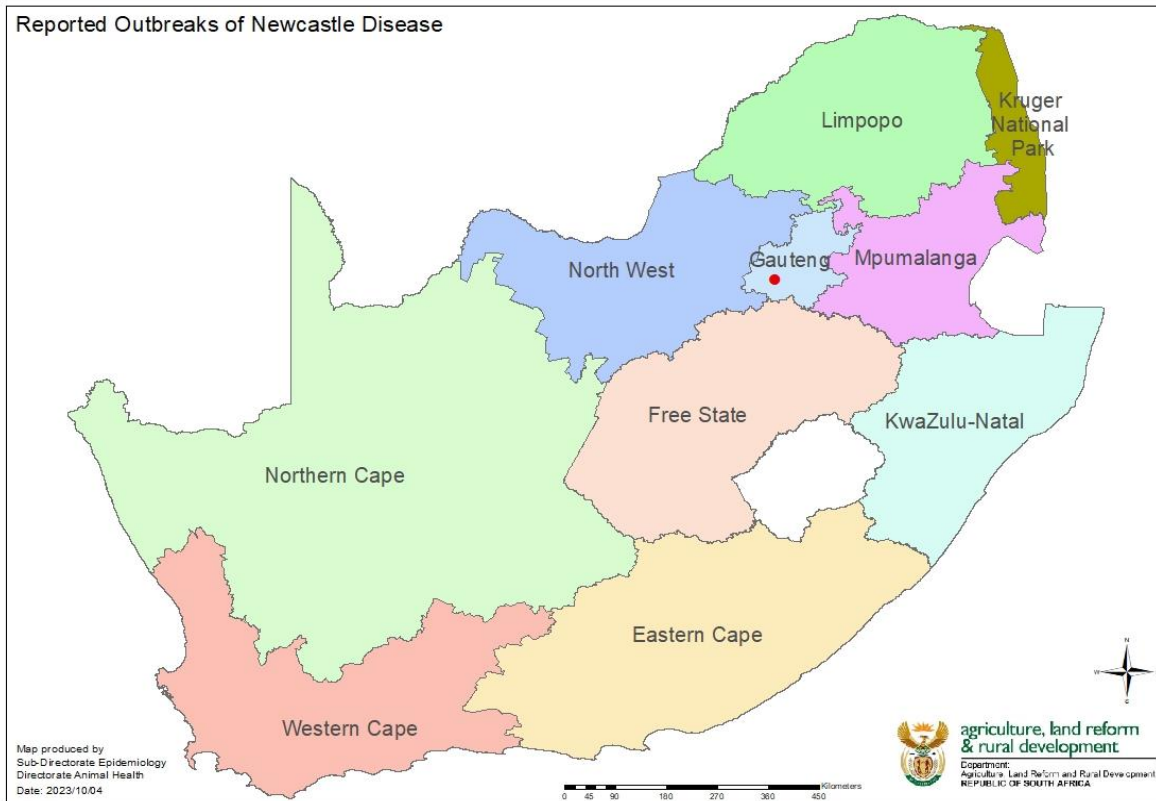 Reported Outbreaks of Newcastle Disease
Limpopo
Kruger
National
Park
North West
Gauteng
Mpumalanga
Free State
KwaZulu-Natal
Northern Cape
Eastern Cape
Western Cape
N
W
E
S
Map produced by
Sub-Directorate Epidemiology
Directorate Animal Health
Date: 2023/10/04
Kilometers
0 45 90 180 270 360 450
agriculture, land reform
& rural development
Department:
Agriculture, Land Reform and Rural Development
REPUBLIC OF SOUTH AFRICA